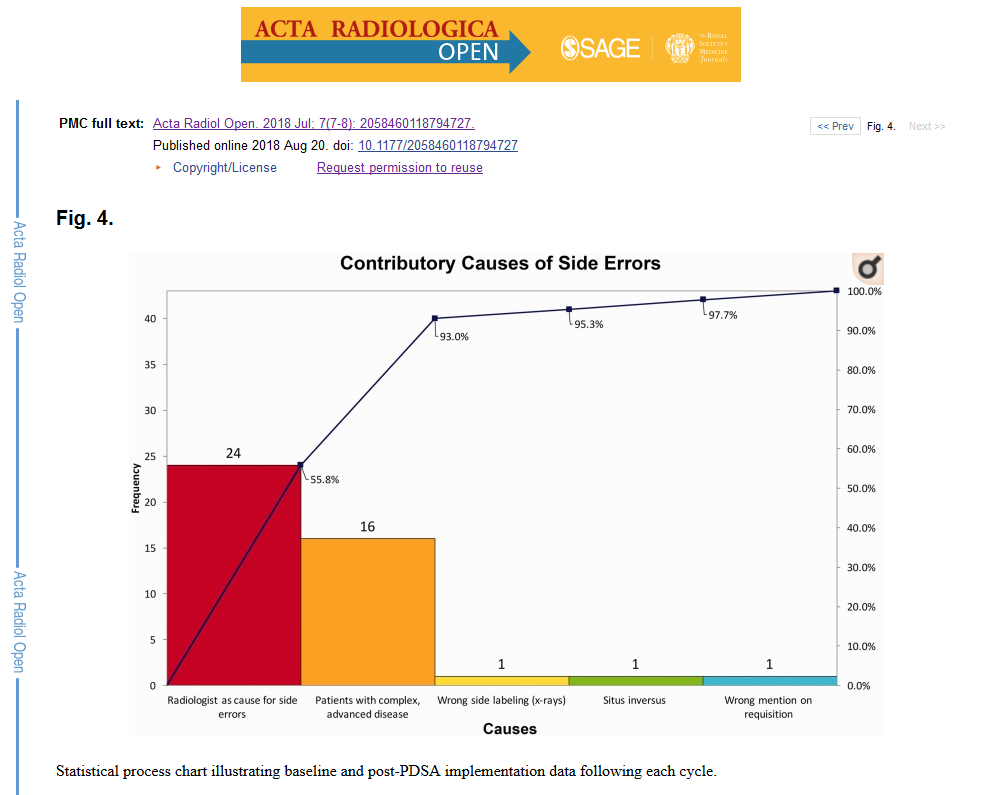 ACTA RADIOLOGICA
OPEN
SAGE
The ROYAL
SOCIETY of
MEDICINE
Journals
PMC full text: Acta Radiol Open. 2018 Jul; 7(7-8): 2058460118794727.
<< Prev Fig. 4. Next >>
Published online 2018 Aug 20. doi: 10.1177/2058460118794727
Copyright/License Request permission to reuse
Fig. 4.
Acta Radiol Open
Acta Radiol Open
Contributory Causes of Side Errors
Frequency
40
35
30
25
20
15
10
5
0
24
16
1
1
1
55.8%
93.0%
95.3%
97.7%
100.0%
90.0%
80.0%
70.0%
60.0%
50.0%
40.0%
30.0%
20.0%
10.0%
0.0%
Radiologist as cause for side
errors
Patients with complex,
advanced disease
Wrong side labeling (x-rays)
Situs inversus
Wrong mention on
requisition
Causes
Statistical process chart illustrating baseline and post-PDSA implementation data following each cycle.